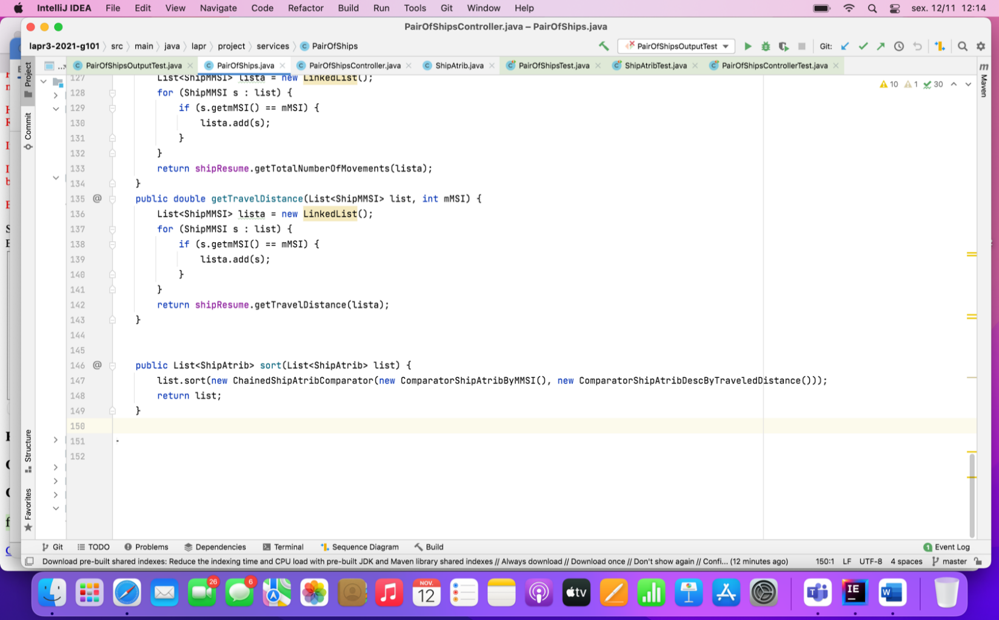 IntelliJ IDEA File Edit View Navigate Code Refactor Build Run Tools Git Window Help sex. 12/11 12:14
PairOfShipsController.java – PairOfShips.java
lapr3-2021-g101 src main java lapr project services PairOfShips PairOfShipsOutputTest Git:
PairOfShipsOutputTest.java PairOfShips.java PairOfShipsController.java ShipAtrib.java PairOfShipsTest.java ShipAtribTest.java PairOfShipsControllerTest.java
Project
Commit
Structure
Favorites
Maven
10 1 30
127 List<ShipMMSI> lista = new LinkedList();
128 for (ShipMMSI s : list) {
129 if (s.getmMSI() == mMSI) {
130 lista.add(s);
131 }
132 }
133 return shipResume.getTotalNumberOfMovements(lista);
134 }
135 @ public double getTravelDistance(List<ShipMMSI> list, int mMSI) {
136 List<ShipMMSI> lista = new LinkedList();
137 for (ShipMMSI s : list) {
138 if (s.getmMSI() == mMSI) {
139 lista.add(s);
140 }
141 }
142 return shipResume.getTravelDistance(lista);
143 }
144
145
146 @ public List<ShipAtrib> sort(List<ShipAtrib> list) {
147 list.sort(new ChainedShipAtribComparator(new ComparatorShipAtribByMMSI(), new ComparatorShipAtribDescByTraveledDistance()));
148 return list;
149 }
150
151
152
Git TODO Problems Dependencies Terminal Sequence Diagram Build 1 Event Log
Download pre-built shared indexes: Reduce the indexing time and CPU load with pre-built JDK and Maven library shared indexes // Always download // Download once // Don't show again // Confi... (12 minutes ago) 150:1 LF UTF-8 4 spaces master
26 6 NOV. 12 tv IE W